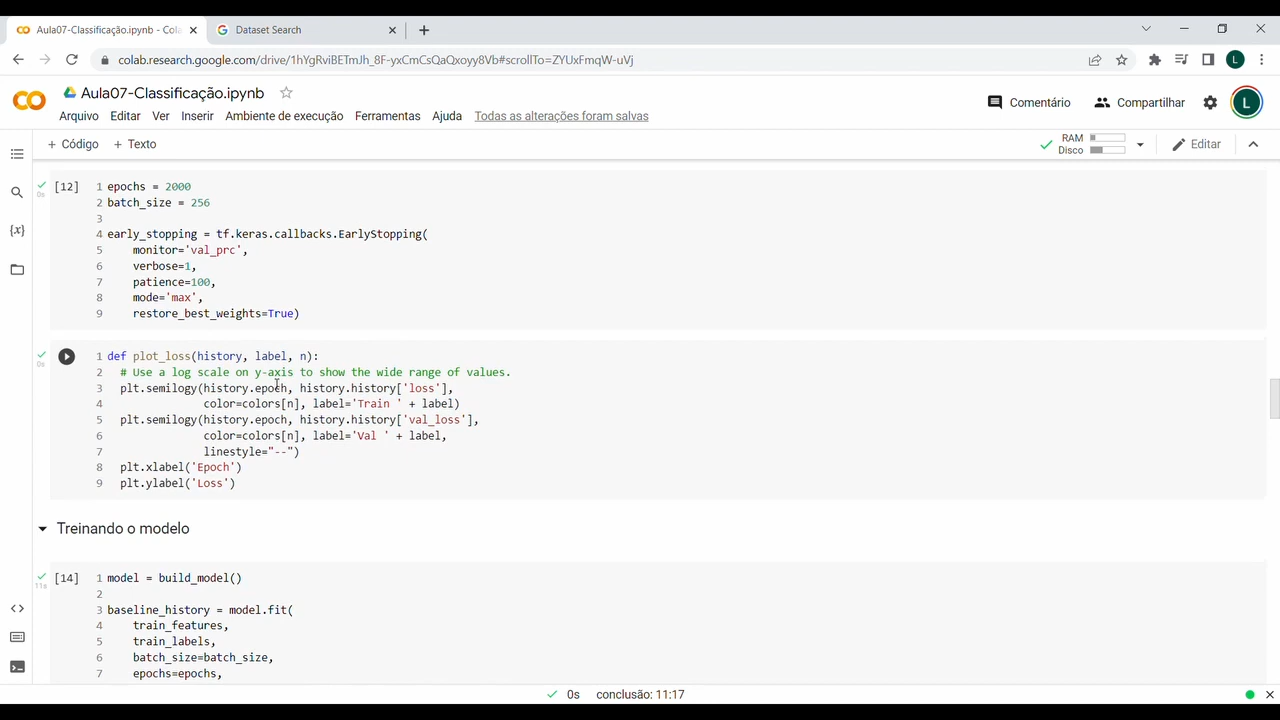 Aula07-Classificação.ipynb - Cola
Dataset Search
colab.research.google.com/drive/1hYgRviBETmJh_8F-yxCmCsQaQxoyy8Vb#scrollTo=ZYUxFmqW-uVj
Aula07-Classificação.ipynb
Arquivo Editar Ver Inserir Ambiente de execução Ferramentas Ajuda Todas as alterações foram salvas
Comentário Compartilhar L
+ Código + Texto
RAM
Disco
Editar
[12]
0s
1 epochs = 2000
2 batch_size = 256
3
4 early_stopping = tf.keras.callbacks.EarlyStopping(
5 monitor='val_prc',
6 verbose=1,
7 patience=100,
8 mode='max',
9 restore_best_weights=True)
0s
1 def plot_loss(history, label, n):
2 # Use a log scale on y-axis to show the wide range of values.
3 plt.semilogy(history.epoch, history.history['loss'],
4 color=colors[n], label='Train ' + label)
5 plt.semilogy(history.epoch, history.history['val_loss'],
6 color=colors[n], label='Val ' + label,
7 linestyle="--")
8 plt.xlabel('Epoch')
9 plt.ylabel('Loss')
Treinando o modelo
[14]
11s
1 model = build_model()
2
3 baseline_history = model.fit(
4 train_features,
5 train_labels,
6 batch_size=batch_size,
7 epochs=epochs,
0s conclusão: 11:17